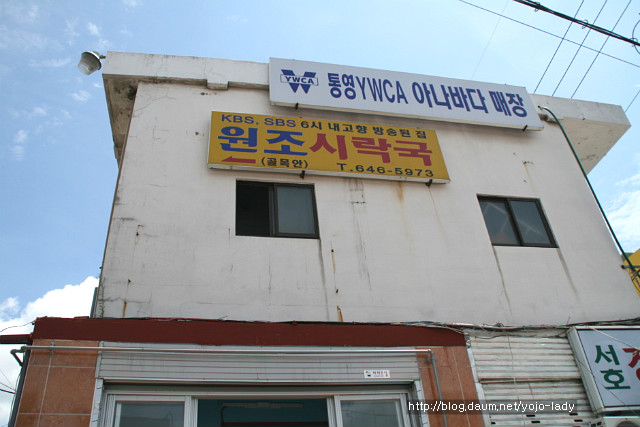 YWCA 통영YWCA 아나바다 매장
KBS, SBS 6시 내고향 방송된 집
원조시락국
(골목안) T.646-5973
서호
http://blog.daum.net/yojo-lady